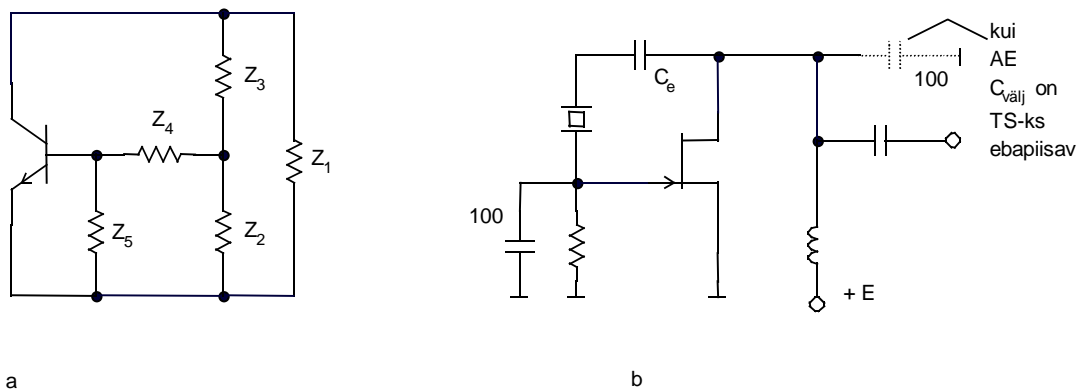 Z3
Z4
Z1
Z5
Z2
a
Ce
100
kui
AE
Cvälj on
TS-ks
ebapiisav
100
+ E
b